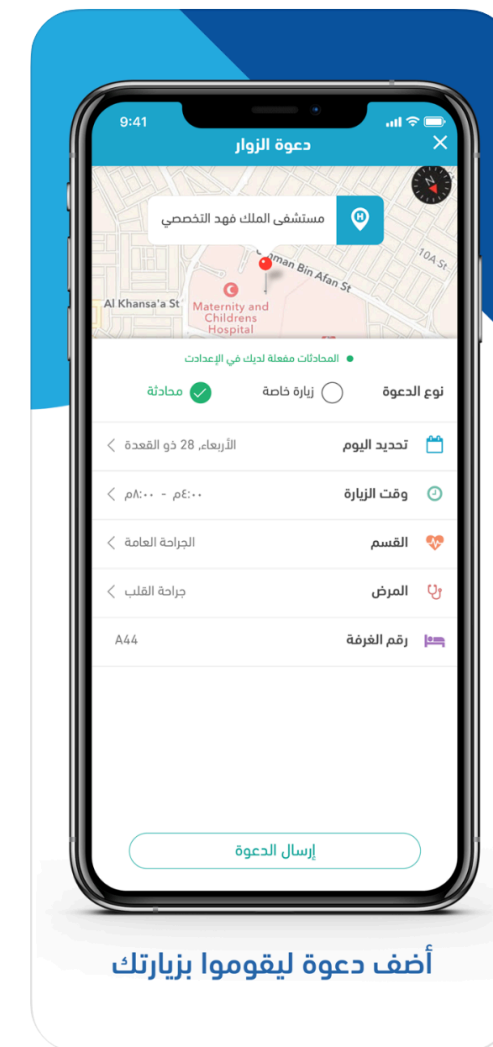 9:41
دعوة الزوار
مستشفى الملك فهد التخصصي
man Bin Afan St
10A St
Al Khansa'a St
Maternity and
Childrens
Hospital
المحادثات مفعلة لديك في الإعدادت
نوع الدعوة زيارة خاصة محادثة
تحديد اليوم الأربعاء, 28 ذو القعدة
وقت الزيارة ٤:٠٠م - ٨:٠٠م
القسم الجراحة العامة
المرض جراحة القلب
رقم الغرفة A44
إرسال الدعوة
أضف دعوة ليقوموا بزيارتك